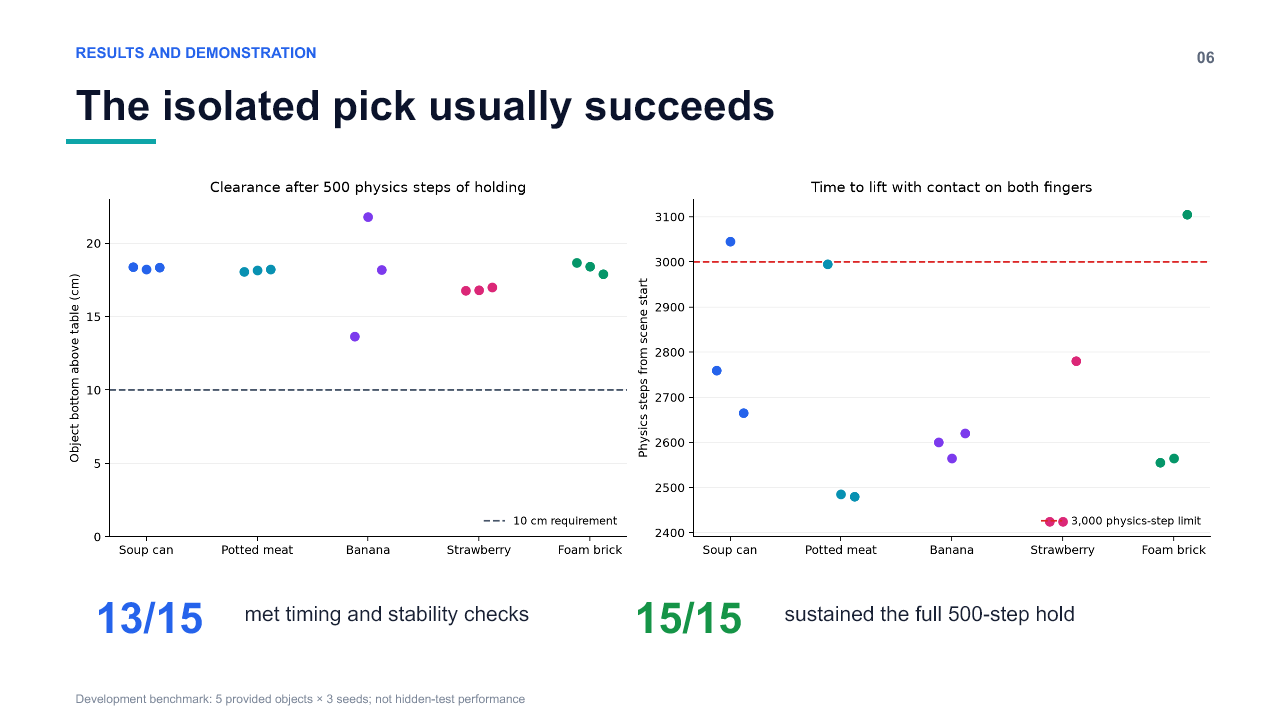 RESULTS AND DEMONSTRATION
06
The isolated pick usually succeeds
Clearance after 500 physics steps of holding
Object bottom above table (cm)
20
15
10
5
0
10 cm requirement
Soup can
Potted meat
Banana
Strawberry
Foam brick
Time to lift with contact on both fingers
Physics steps from scene start
3100
3000
2900
2800
2700
2600
2500
2400
3,000 physics-step limit
Soup can
Potted meat
Banana
Strawberry
Foam brick
13/15 met timing and stability checks
15/15 sustained the full 500-step hold
Development benchmark: 5 provided objects × 3 seeds; not hidden-test performance